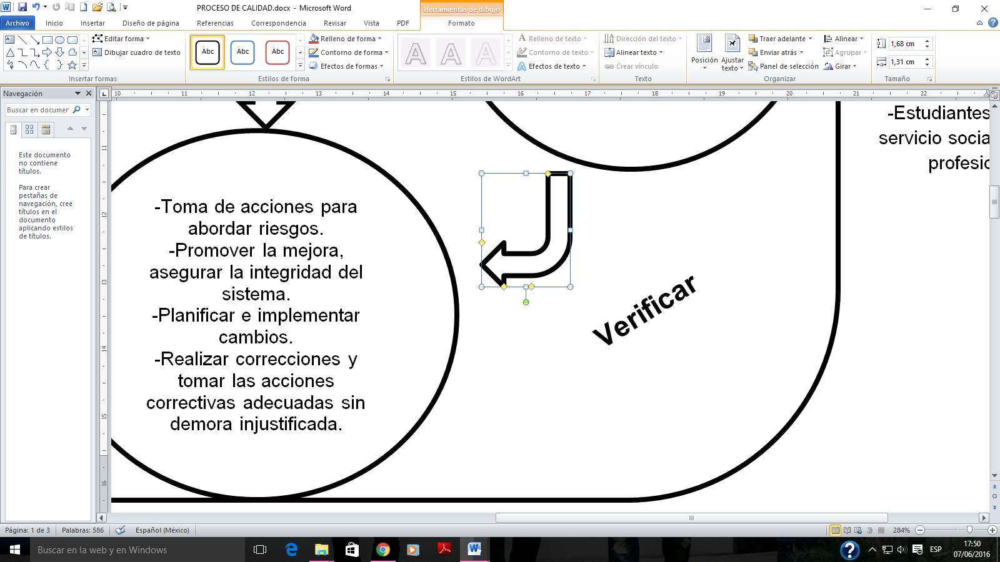 PROCESO DE CALIDAD.docx - Microsoft Word
Herramientas de dibujo
Archivo Inicio Insertar Diseño de página Referencias Correspondencia Revisar Vista PDF Formato
Editar forma
Dibujar cuadro de texto
Insertar formas
Abc Abc Abc
Relleno de forma
Contorno de forma
Efectos de formas
Estilos de forma
A A A
Relleno de texto
Contorno de texto
Efectos de texto
Estilos de WordArt
Dirección del texto
Alinear texto
Crear vínculo
Texto
Posición
Ajustar texto
Traer adelante
Enviar atrás
Panel de selección
Alinear
Agrupar
Girar
Organizar
1,68 cm
1,31 cm
Tamaño
Navegación
Buscar en documer
Este documento
no contiene
títulos.
Para crear
pestañas de
navegación, cree
títulos en el
documento
aplicando estilos
de títulos.
10 11 12 13 14 15 16 17 18 19 20 21 22
11
12
13
14
15
16
-Toma de acciones para
abordar riesgos.
-Promover la mejora,
asegurar la integridad del
sistema.
-Planificar e implementar
cambios.
-Realizar correcciones y
tomar las acciones
correctivas adecuadas sin
demora injustificada.
Verificar
-Estudiantes
servicio socia
profesic
Página: 1 de 3 Palabras: 586 Español (México) 284%
Buscar en la web y en Windows
ESP
17:50
07/06/2016